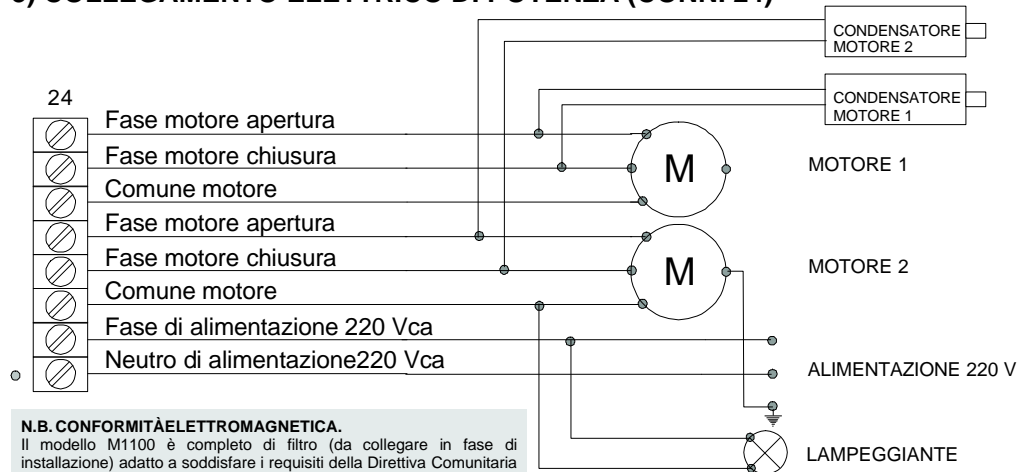 CONDENSATORE
MOTORE 2
CONDENSATORE
MOTORE 1
24
Fase motore apertura
Fase motore chiusura
Comune motore
Fase motore apertura
Fase motore chiusura
Comune motore
Fase di alimentazione 220 Vca
Neutro di alimentazione220 Vca
M
MOTORE 1
M
MOTORE 2
ALIMENTAZIONE 220 V
LAMPEGGIANTE
N.B. CONFORMITÀELETTROMAGNETICA.
Il modello M1100 è completo di filtro (da collegare in fase di
installazione) adatto a soddisfare i requisiti della Direttiva Comunitaria